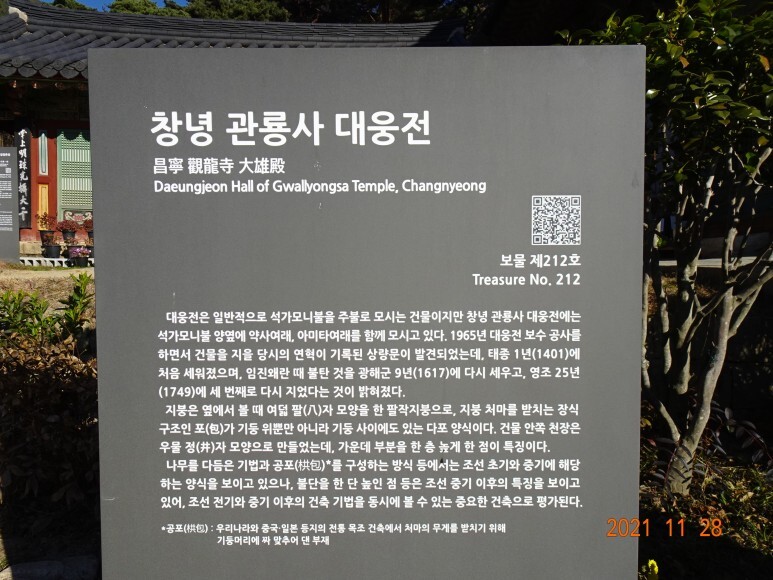 창녕 관룡사 대웅전
昌寧 觀龍寺 大雄殿
Daeungjeon Hall of Gwallyongsa Temple, Changnyeong
보물 제212호
Treasure No. 212
대웅전은 일반적으로 석가모니불을 주불로 모시는 건물이지만 창녕 관룡사 대웅전에는
석가모니불 양옆에 약사여래, 아미타여래를 함께 모시고 있다. 1965년 대웅전 보수 공사를
하면서 건물을 지을 당시의 연혁이 기록된 상량문이 발견되었는데, 태종 1년(1401)에
처음 세워졌으며, 임진왜란 때 불탄 것을 광해군 9년(1617)에 다시 세우고, 영조 25년
(1749)에 세 번째로 다시 지었다는 것이 밝혀졌다.
지붕은 옆에서 볼 때 여덟 팔(八)자 모양을 한 팔작지붕으로, 지붕 처마를 받치는 장식
구조인 포(包)가 기둥 위뿐만 아니라 기둥 사이에도 있는 다포 양식이다. 건물 안쪽 천장은
우물 정(井)자 모양으로 만들었는데, 가운데 부분을 한 층 높게 한 점이 특징이다.
나무를 다듬은 기법과 공포(栱包)*를 구성하는 방식 등에서는 조선 초기와 중기에 해당
하는 양식을 보이고 있으나, 불단을 한 단 높인 점 등은 조선 중기 이후의 특징을 보이고
있어, 조선 전기와 중기 이후의 건축 기법을 동시에 볼 수 있는 중요한 건축으로 평가된다.
*공포(栱包) : 우리나라와 중국·일본 등지의 전통 목조 건축에서 처마의 무게를 받치기 위해
기둥머리에 짜 맞추어 댄 부재
2021 11 28